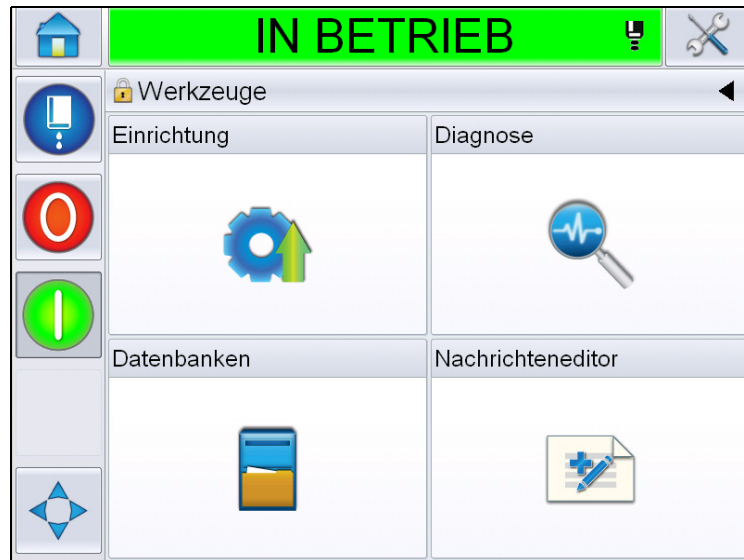 IN BETRIEB
Werkzeuge
Einrichtung
Diagnose
Datenbanken
Nachrichteneditor